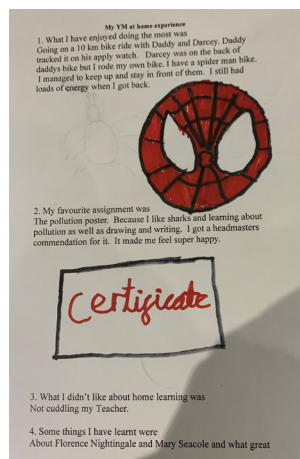 My YM at home experience
1. What I have enjoyed doing the most was
Going on a 10 km bike ride with Daddy and Darcey. Daddy
tracked it on his apply watch. Darcey was on the back of
daddys bike but I rode my own bike. I have a spider man bike.
I managed to keep up and stay in front of them. I still had
loads of energy when I got back.
2. My favourite assignment was
The pollution poster. Because I like sharks and learning about
pollution as well as drawing and writing. I got a headmasters
commendation for it. It made me feel super happy.
certificate
3. What I didn't like about home learning was
Not cuddling my Teacher.
4. Some things I have learnt were
About Florence Nightingale and Mary Seacole and what great